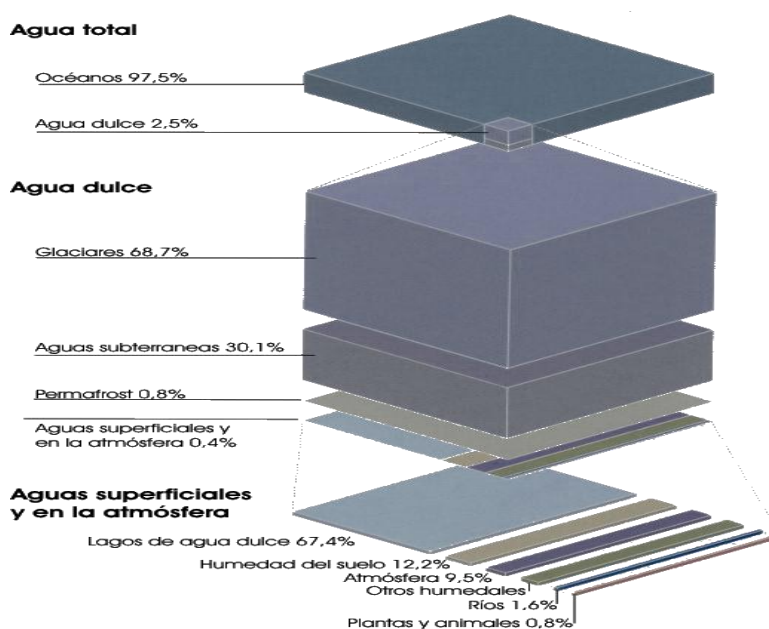 Agua total
Océanos 97,5%
Agua dulce 2,5%
Agua dulce
Glaciares 68,7%
Aguas subterraneas 30,1%
Permafrost 0,8%
Aguas superficiales y
en la atmósfera 0,4%
Aguas superficiales
y en la atmósfera
Lagos de agua dulce 67,4%
Humedad del suelo 12,2%
Atmósfera 9,5%
Otros humedales
Ríos 1,6%
Plantas y animales 0,8%